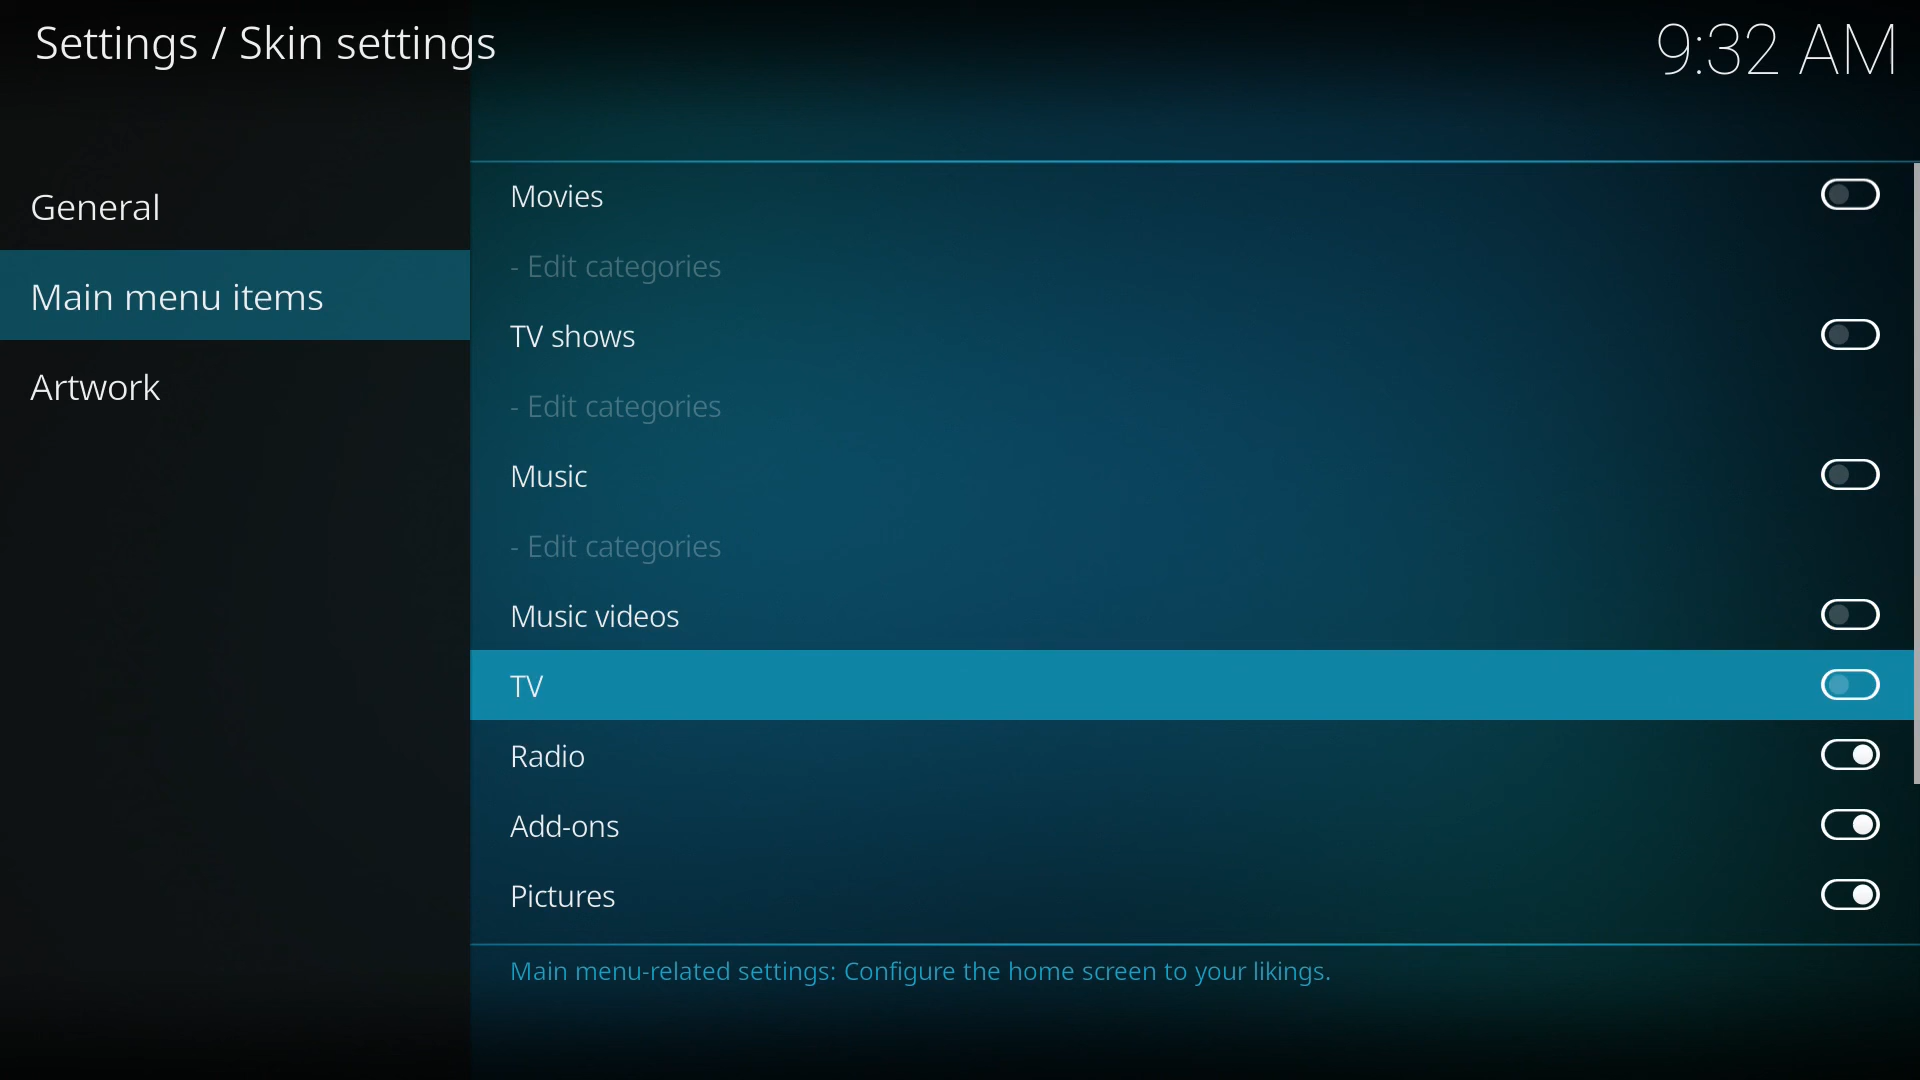 Settings / Skin settings
9:32 AM
General
Main menu items
Artwork
Movies
- Edit categories
TV shows
- Edit categories
Music
- Edit categories
Music videos
TV
Radio
Add-ons
Pictures
Main menu-related settings: Configure the home screen to your likings.